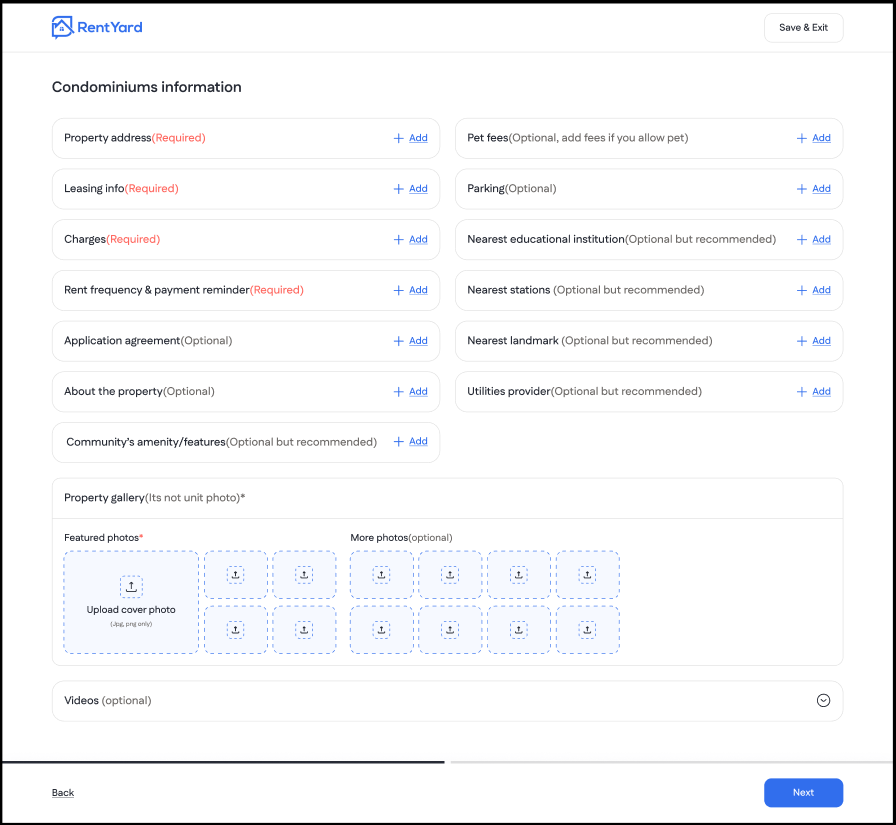 RentYard
Save & Exit
Condominiums information
Property address(Required)
Add
Pet fees(Optional, add fees if you allow pet)
Add
Leasing info(Required)
Add
Parking(Optional)
Add
Charges(Required)
Add
Nearest educational institution(Optional but recommended)
Add
Rent frequency & payment reminder(Required)
Add
Nearest stations (Optional but recommended)
Add
Application agreement(Optional)
Add
Nearest landmark (Optional but recommended)
Add
About the property(Optional)
Add
Utilities provider(Optional but recommended)
Add
Community's amenity/features(Optional but recommended)
Add
Property gallery(Its not unit photo)*
Featured photos*
More photos(optional)
Upload cover photo
(Jpg, png only)
Videos (optional)
Back
Next